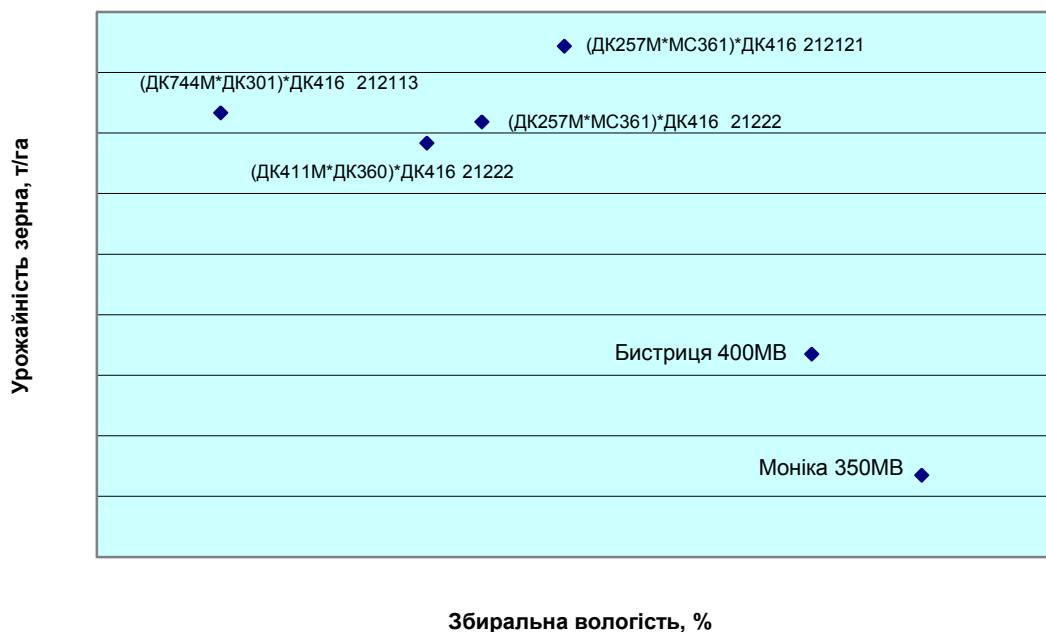 (ДК257М*МС361)*ДК416 212121
(ДК744М*ДК301)*ДК416 212113
(ДК257М*МС361)*ДК416 21222
(ДК411М*ДК360)*ДК416 21222
Урожайність зерна, т/га
Бистриця 400МВ
Моніка 350МВ
Збиральна вологість, %